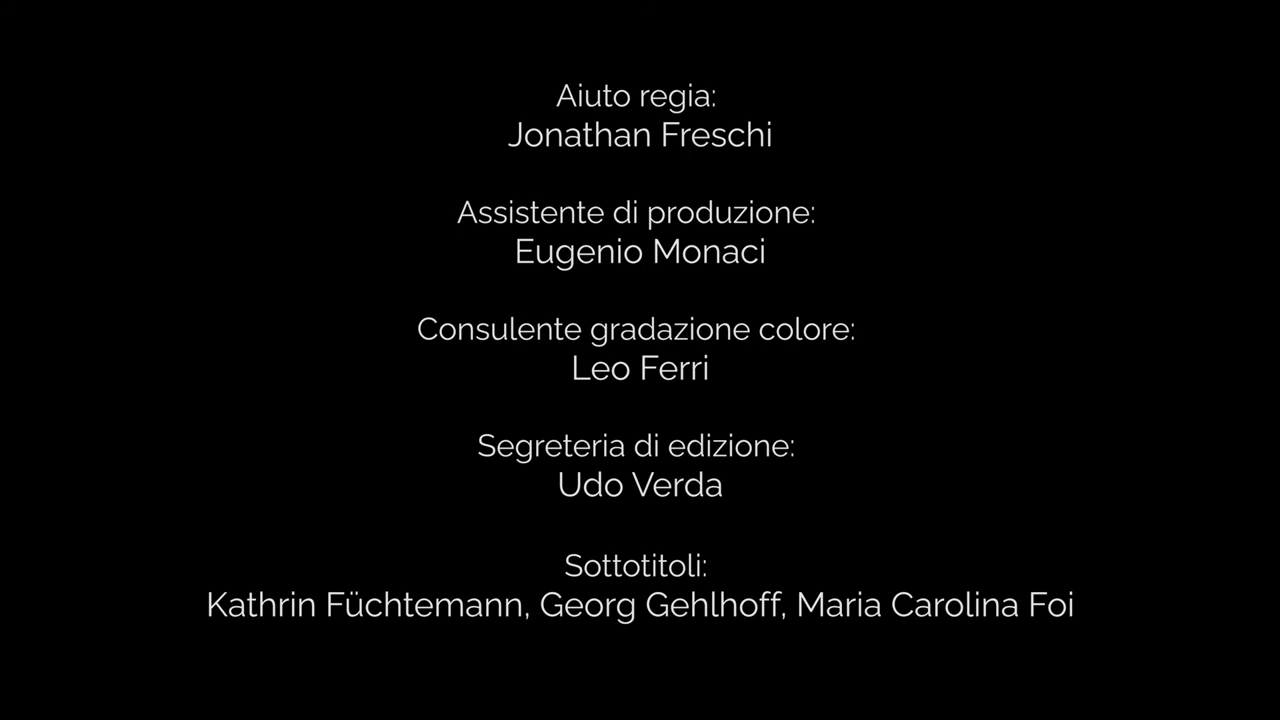 Aiuto regia:
Jonathan Freschi
Assistente di produzione:
Eugenio Monaci
Consulente gradazione colore:
Leo Ferri
Segreteria di edizione:
Udo Verda
Sottotitoli:
Kathrin Füchtemann, Georg Gehlhoff, Maria Carolina Foi